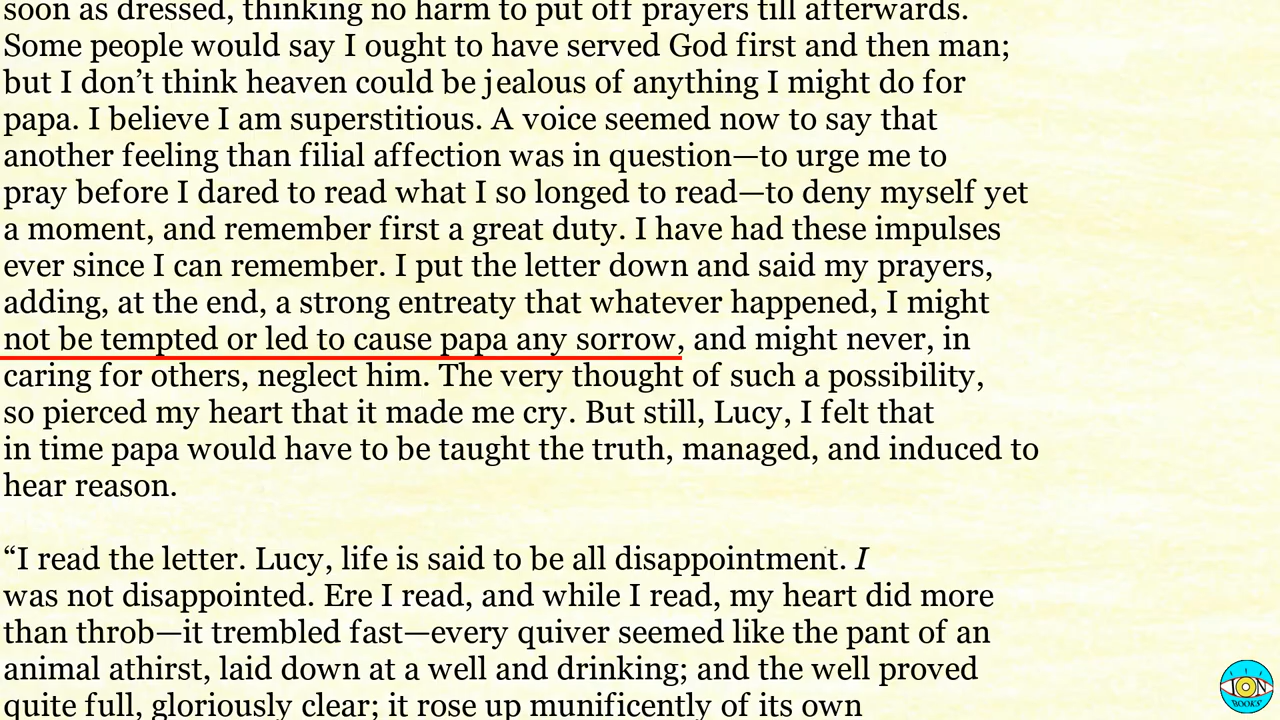 soon as dressed, thinking no harm to put off prayers till afterwards.
Some people would say I ought to have served God first and then man;
but I don’t think heaven could be jealous of anything I might do for
papa. I believe I am superstitious. A voice seemed now to say that
another feeling than filial affection was in question—to urge me to
pray before I dared to read what I so longed to read—to deny myself yet
a moment, and remember first a great duty. I have had these impulses
ever since I can remember. I put the letter down and said my prayers,
adding, at the end, a strong entreaty that whatever happened, I might
not be tempted or led to cause papa any sorrow, and might never, in
caring for others, neglect him. The very thought of such a possibility,
so pierced my heart that it made me cry. But still, Lucy, I felt that
in time papa would have to be taught the truth, managed, and induced to
hear reason.

“I read the letter. Lucy, life is said to be all disappointment. I
was not disappointed. Ere I read, and while I read, my heart did more
than throb—it trembled fast—every quiver seemed like the pant of an
animal athirst, laid down at a well and drinking; and the well proved
quite full, gloriously clear; it rose up munificently of its own
ION
BOOKS